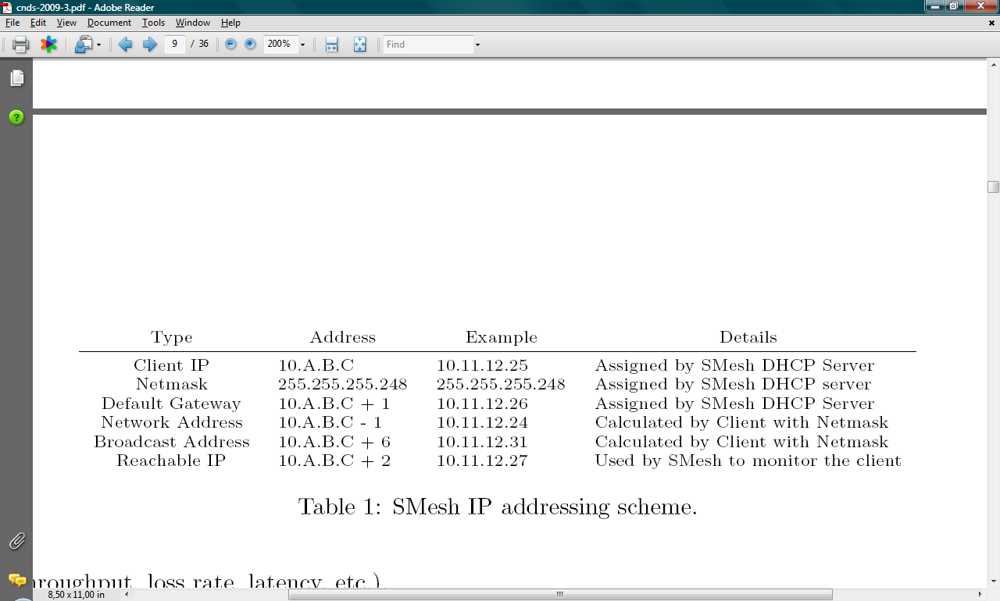 cnds-2009-3.pdf - Adobe Reader
File Edit View Document Tools Window Help
9 / 36 200% Find
Type Address Example Details
Client IP 10.A.B.C 10.11.12.25 Assigned by SMesh DHCP Server
Netmask 255.255.255.248 255.255.255.248 Assigned by SMesh DHCP server
Default Gateway 10.A.B.C + 1 10.11.12.26 Assigned by SMesh DHCP Server
Network Address 10.A.B.C - 1 10.11.12.24 Calculated by Client with Netmask
Broadcast Address 10.A.B.C + 6 10.11.12.31 Calculated by Client with Netmask
Reachable IP 10.A.B.C + 2 10.11.12.27 Used by SMesh to monitor the client
Table 1: SMesh IP addressing scheme.
roughput, loss rate, latency, etc.).
8,50 x 11,00 in